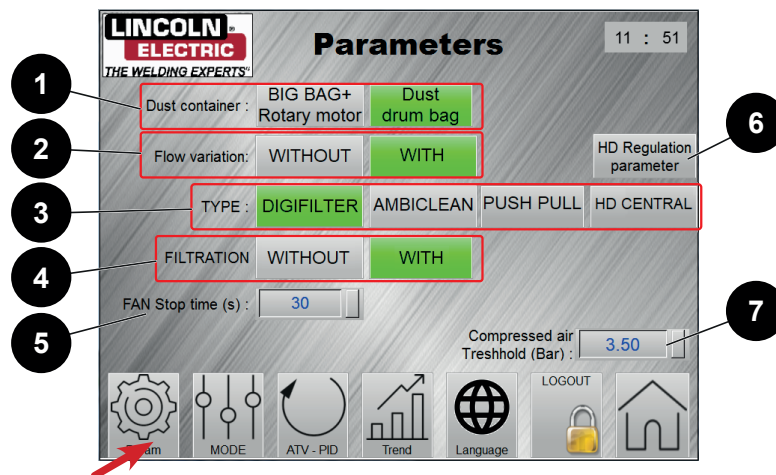 LINCOLN ®
ELECTRIC
THE WELDING EXPERTS®
Parameters
11 : 51
1
Dust container :
BIG BAG+
Rotary motor
Dust
drum bag
2
Flow variation:
WITHOUT
WITH
HD Regulation
parameter
6
3
TYPE :
DIGIFILTER
AMBICLEAN
PUSH PULL
HD CENTRAL
4
FILTRATION
WITHOUT
WITH
5
FAN Stop time (s) :
30
Compressed air
Treshhold (Bar) :
3.50
7
MODE
ATV - PID
Trend
Language
LOGOUT